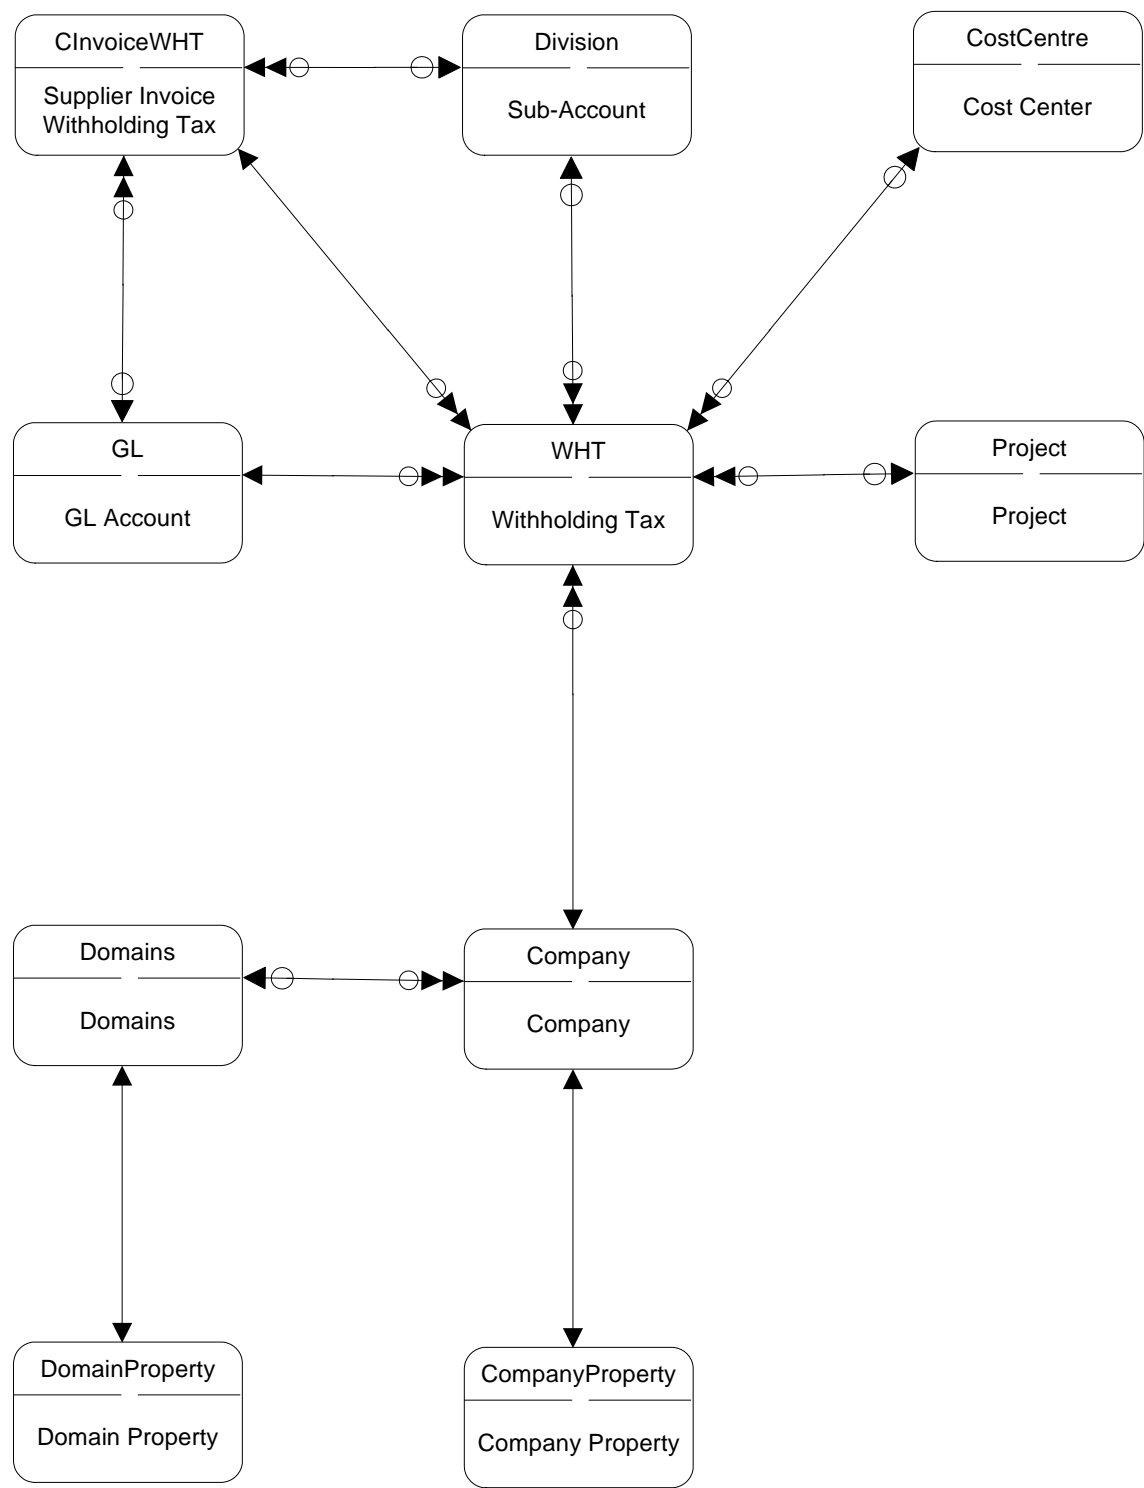 CInvoiceWHT
Supplier Invoice
Withholding Tax
Division
Sub-Account
CostCentre
Cost Center
GL
GL Account
WHT
Withholding Tax
Project
Project
Domains
Domains
Company
Company
DomainProperty
Domain Property
CompanyProperty
Company Property